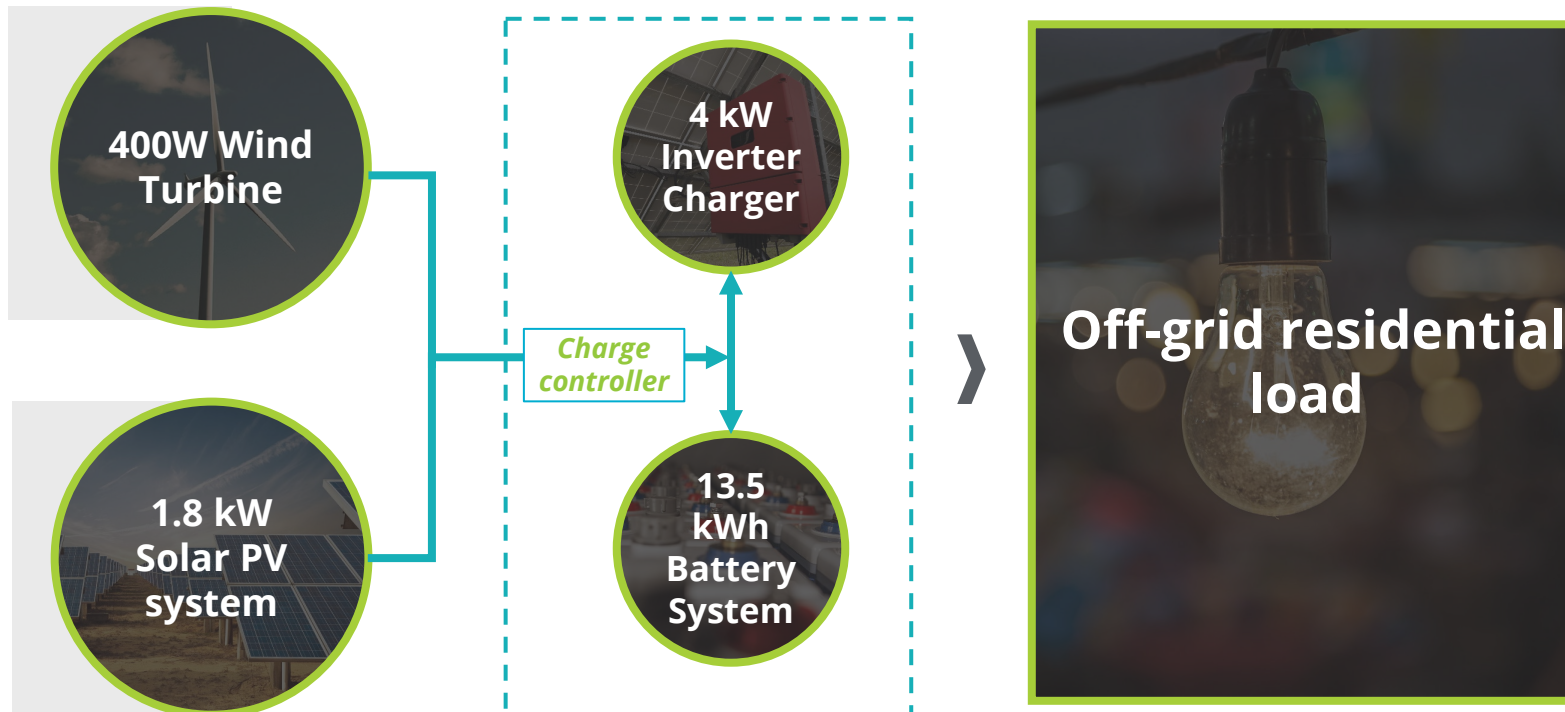 400W Wind
Turbine
4 kW
Inverter
Charger
Charge
controller
1.8 kW
Solar PV
system
13.5
kWh
Battery
System
Off-grid residential
load